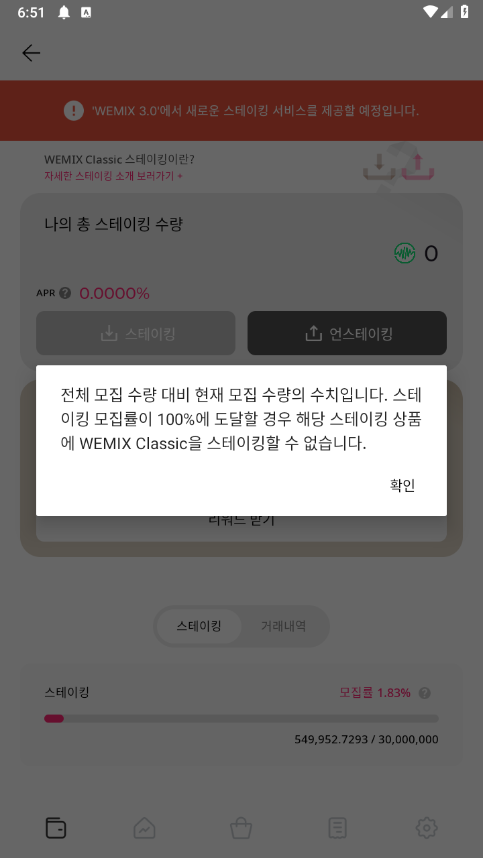 6:51
'WEMIX 3.0'에서 새로운 스테이킹 서비스를 제공할 예정입니다.
WEMIX Classic 스테이킹이란?
자세한 스테이킹 소개 보러가기 +
나의 총 스테이킹 수량
0
APR ? 0.0000%
스테이킹
언스테이킹
전체 모집 수량 대비 현재 모집 수량의 수치입니다. 스테
이킹 모집률이 100%에 도달할 경우 해당 스테이킹 상품
에 WEMIX Classic을 스테이킹할 수 없습니다.
확인
리워드 받기
스테이킹
거래내역
스테이킹
모집률 1.83% ?
549,952.7293 / 30,000,000